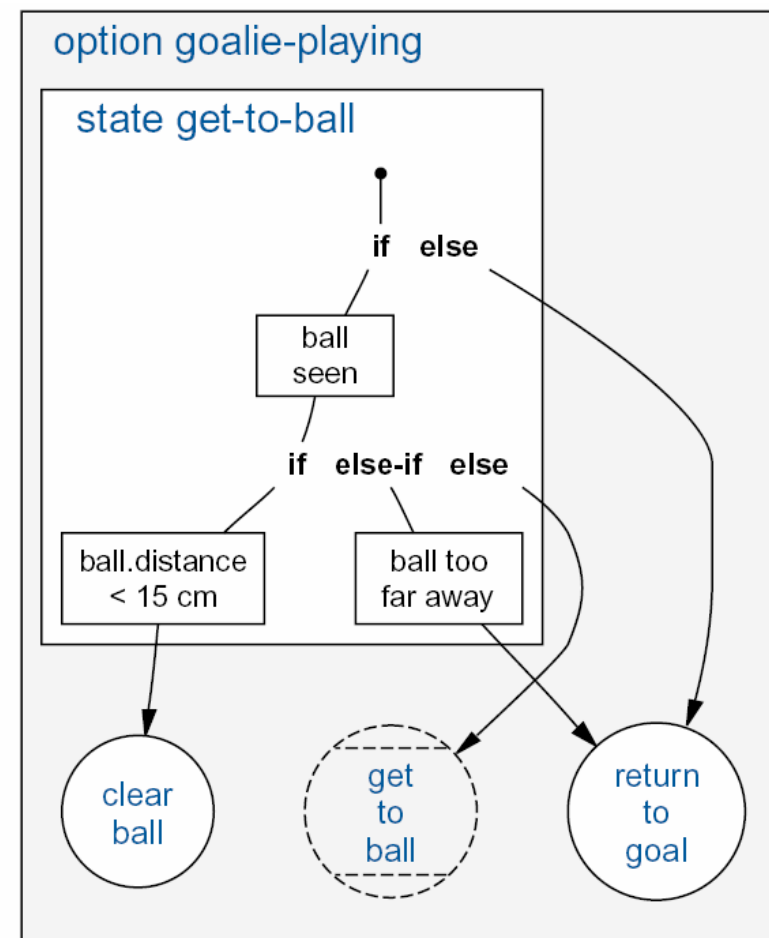 option goalie-playing
state get-to-ball
if else
ball
seen
if else-if else
ball.distance
< 15 cm
ball too
far away
clear
ball
get
to
ball
return
to
goal